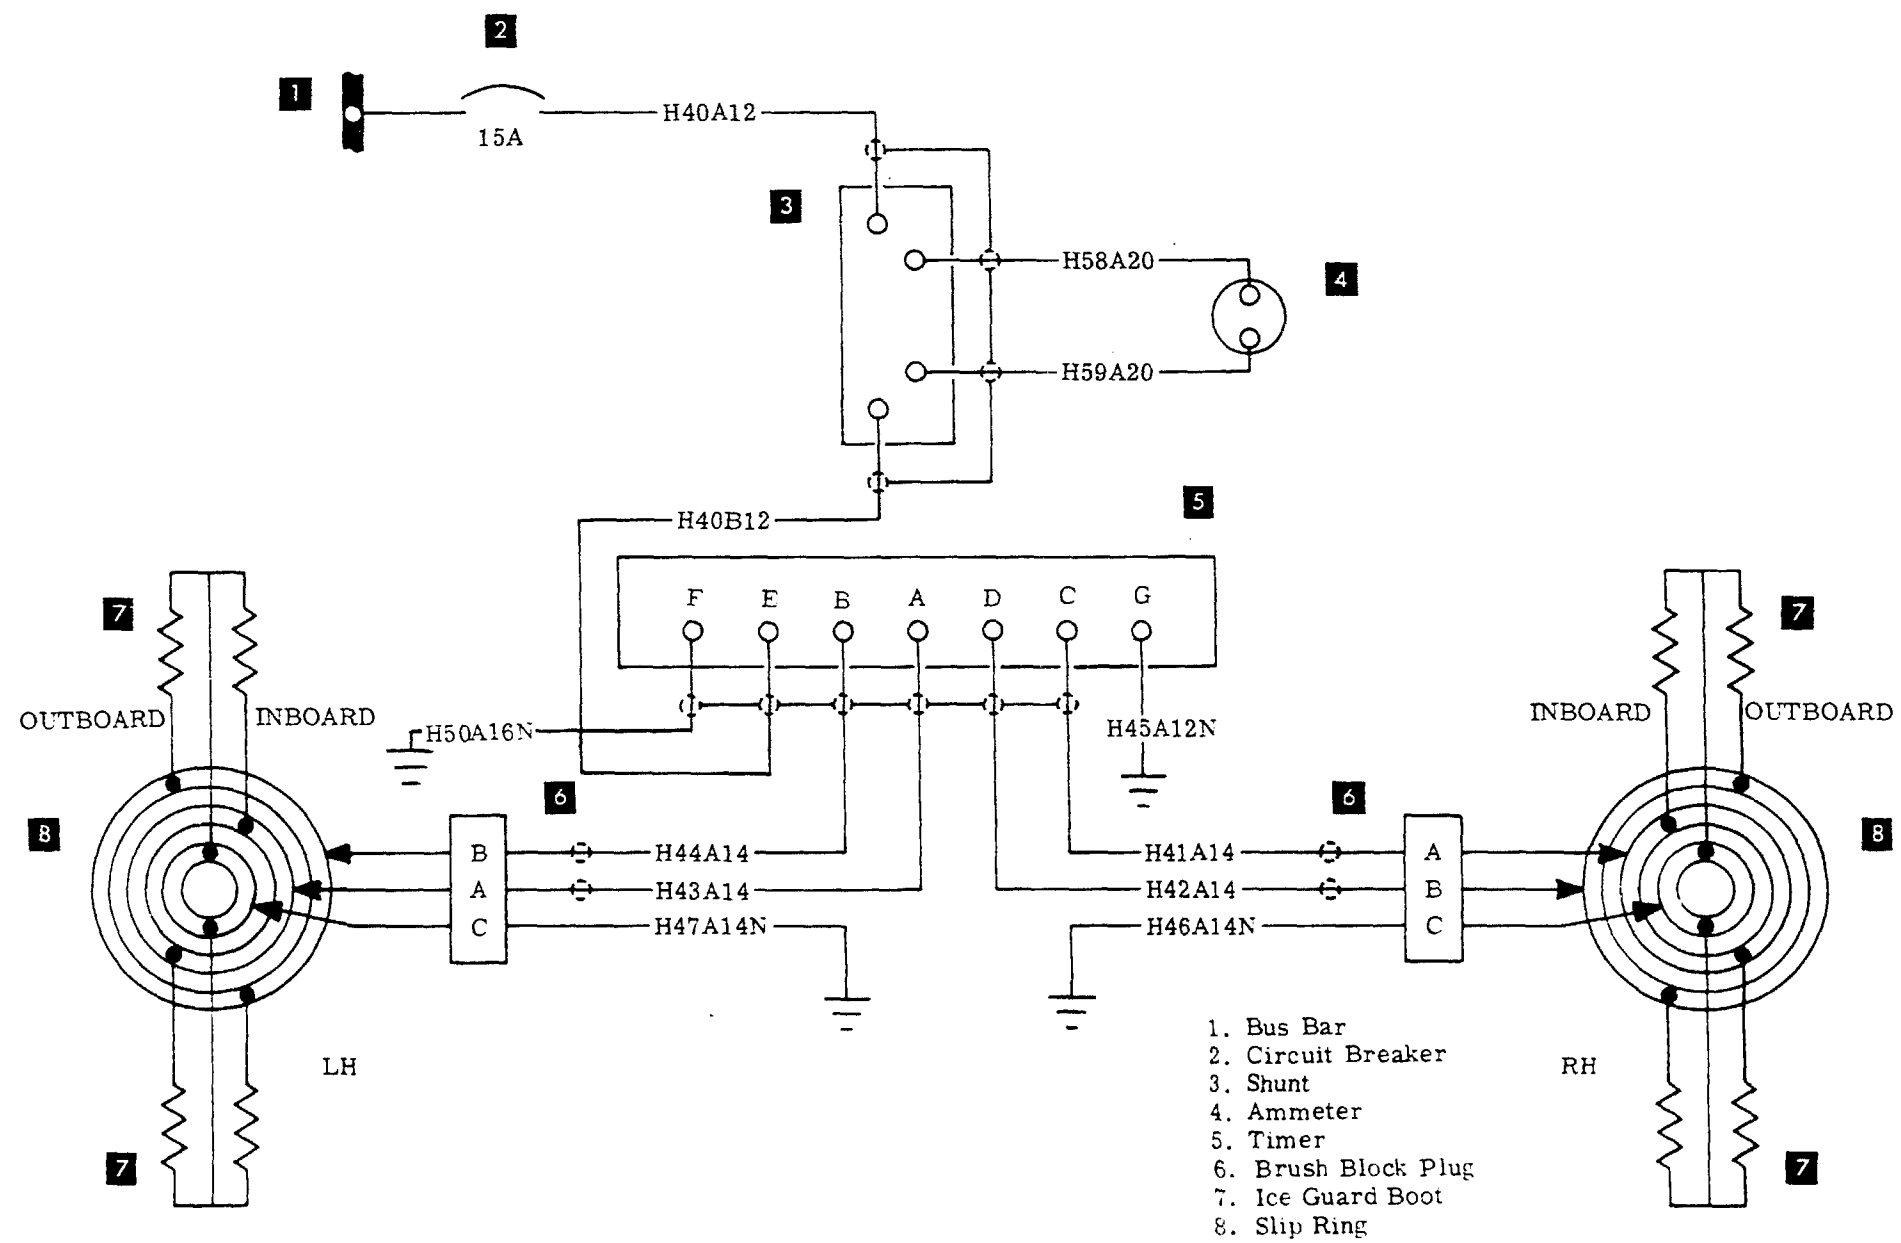 2
1
H40A12
15A
3
H58A20
4
H59A20
5
H40B12
F E B A D C G
7
7
OUTBOARD INBOARD
INBOARD OUTBOARD
H50A16N
H45A12N
6
6
8
8
B H44A14
H41A14 A
A H43A14
H42A14 B
C H47A14N
H46A14N C
LH
RH
1. Bus Bar
2. Circuit Breaker
3. Shunt
4. Ammeter
5. Timer
6. Brush Block Plug
7. Ice Guard Boot
8. Slip Ring
7
7